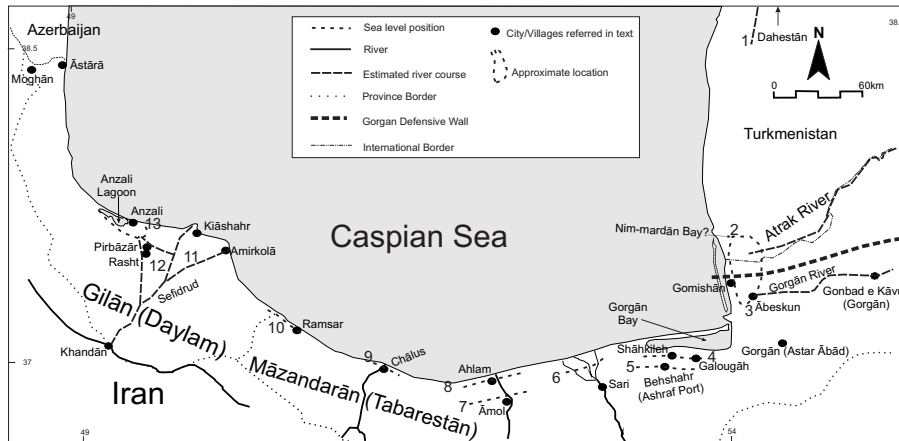 49
38.
Azerbaijan
38.5
Moghān
Āstārā
Sea level position
River
Estimated river course
Province Border
Gorgan Defensive Wall
International Border
City/Villages referred in text
Approximate location
1
Dahestān
N
0
60km
Turkmenistan
Anzali
Lagoon
Anzali
13
Kiāshahr
Pirbāzār
Rasht
12
11
Amirkolā
Sefidrud
Caspian Sea
Nim-mardān Bay?
2
Atrak River
Gomishān
Gorgān River
3
Ābeskun
Gonbad e Kāvu
(Gorgān)
Gilān (Daylam)
Khandān
10
Ramsar
Gorgān
Bay
37
Iran
Māzandarān (Tabarestān)
9
Chālus
Ahlam
8
7
Āmol
6
Sari
Shāhkileh
5
4
Galougāh
Behshahr
(Ashraf Port)
Gorgān (Astar Ābād)
49
54